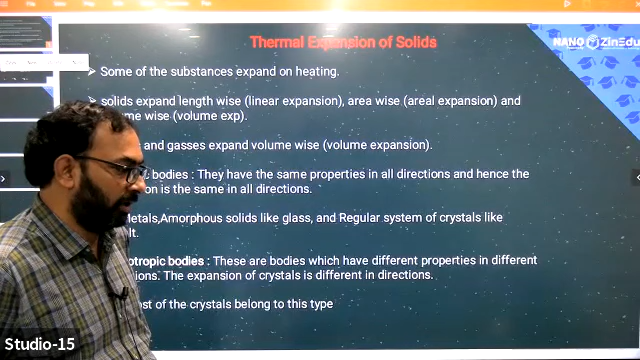 Thermal Expansion of Solids
NANO ZinEdu
Some of the substances expand on heating.
solids expand length wise (linear expansion), area wise (areal expansion) and
wise (volume exp).
and gasses expand volume wise (volume expansion).
bodies : They have the same properties in all directions and hence the
is the same in all directions.
Metals,Amorphous solids like glass, and Regular system of crystals like
otropic bodies : These are bodies which have different properties in different
The expansion of crystals is different in directions.
of the crystals belong to this type
Studio-15